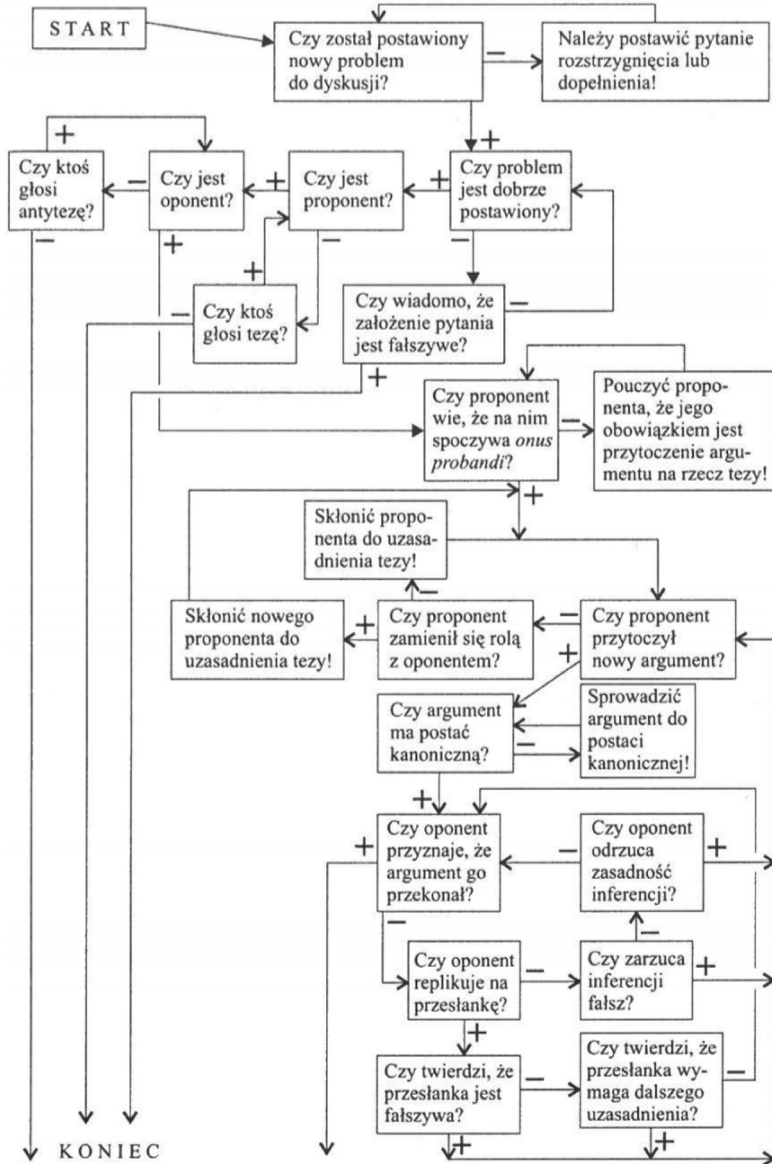 START
Czy został postawiony
nowy problem
do dyskusji?
−
Należy postawić pytanie
rozstrzygnięcia lub
dopełnienia!
+
Czy ktoś
głosi
antytezę?
+
−
−
Czy jest
oponent?
+
+
Czy jest
proponent?
−
+
Czy problem
jest dobrze
postawiony?
−
Czy ktoś
głosi tezę?
+
−
Czy wiadomo, że
założenie pytania
jest fałszywe?
−
+
Czy proponent
wie, że na nim
spoczywa onus
probandi?
−
+
Pouczyć propo-
nenta, że jego
obowiązkiem jest
przytoczenie argu-
mentu na rzecz tezy!
Skłonić propo-
nenta do uzasa-
dnienia tezy!
−
Skłonić nowego
proponenta do
uzasadnienia tezy!
+
Czy proponent
zamienił się rolą
z oponentem?
−
+
Czy proponent
przytoczył
nowy argument?
Czy argument
ma postać
kanoniczną?
−
+
Sprowadzić
argument do
postaci
kanonicznej!
+
Czy oponent
przyznaje, że
argument go
przekonał?
−
−
Czy oponent
odrzuca
zasadność
inferencji?
+
−
Czy oponent
replikuje na
przesłankę?
−
+
Czy zarzuca
inferencji
fałsz?
+
Czy twierdzi, że
przesłanka jest
fałszywa?
−
+
Czy twierdzi, że
przesłanka wy-
maga dalszego
uzasadnienia?
−
+
KONIEC